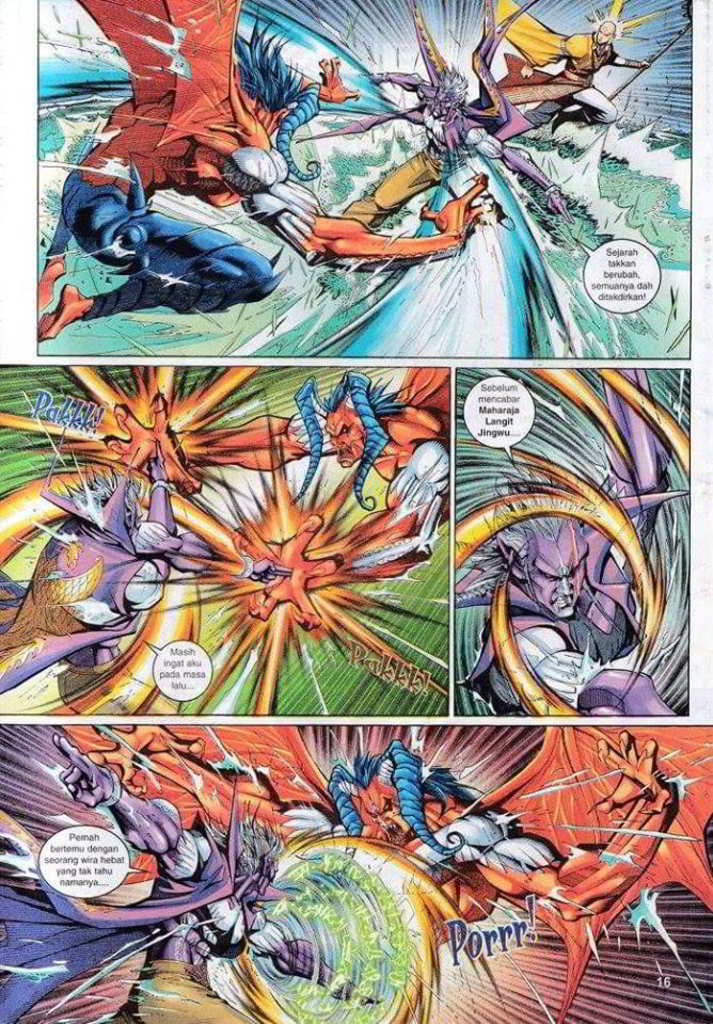 Sejarah
takkan
berubah,
semuanya dah
ditakdirkan!
Pakkk!
Masih
ingat aku
pada masa
lalu...
Pakkkk!
Sebelum
mencabar
Maharaja
Langit
Jingwu....
Pernah
bertemu dengan
seorang wira hebat
yang tak tahu
namanya....
Porrr!
16